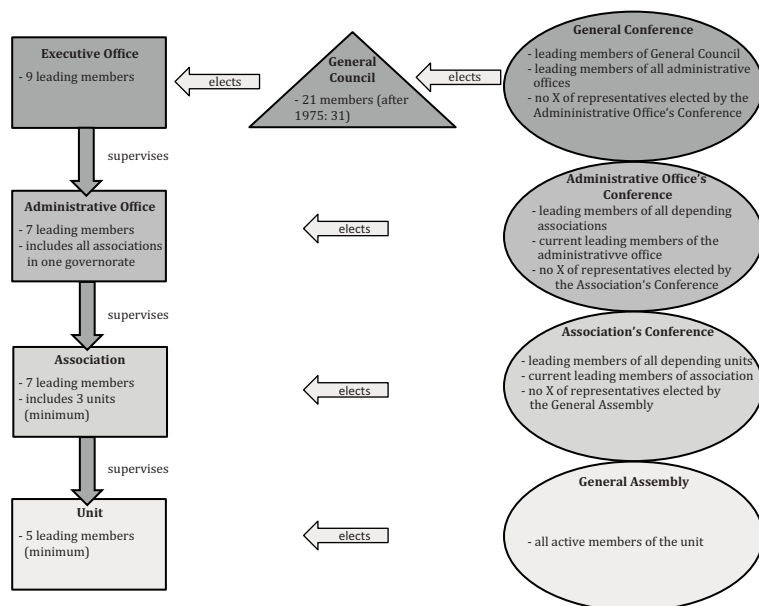 Executive Office
- 9 leading members
elects
General
Council
- 21 members (after
1975: 31)
elects
General Conference
- leading members of General Council
- leading members of all administrative
offices
- no X of representatives elected by the
Admininistrative Office's Conference
supervises
Administrative Office
- 7 leading members
- includes all associations
in one governorate
elects
Administrative Office's
Conference
- leading members of all depending
associations
- current leading members of the
administrativve office
- no X of representatives elected by
the Association's Conference
supervises
Association
- 7 leading members
- includes 3 units
(minimum)
elects
Association's Conference
- leading members of all depending units
- current leading members of association
- no X of representatives elected by
the General Assembly
supervises
Unit
- 5 leading members
(minimum)
elects
General Assembly
- all active members of the unit